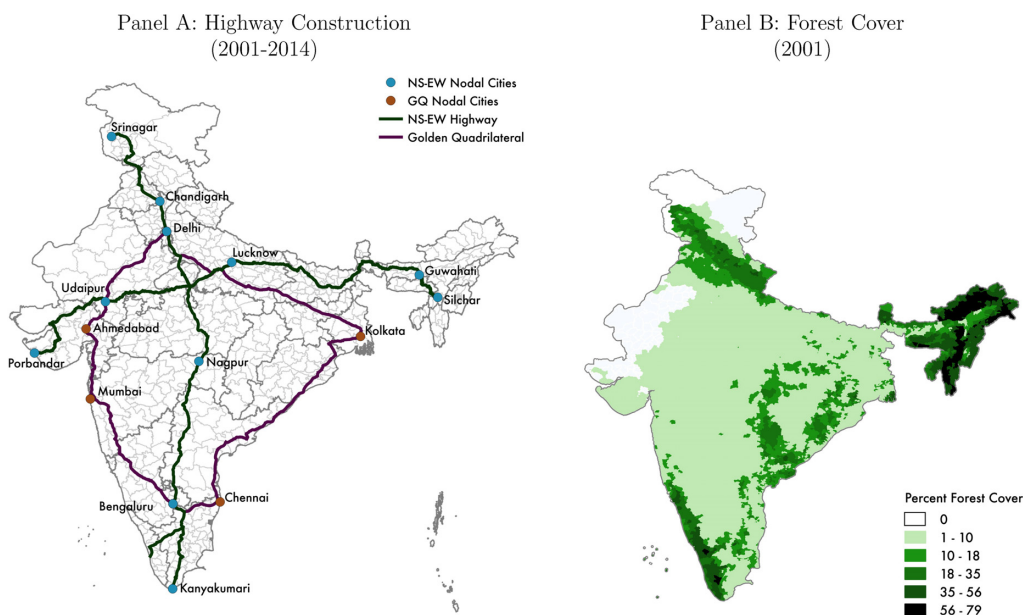 Panel A: Highway Construction
(2001-2014)
NS-EW Nodal Cities
GQ Nodal Cities
NS-EW Highway
Golden Quadrilateral
Srinagar
Chandigarh
Delhi
Lucknow
Guwahati
Udaipur
Silchar
Ahmedabad
Kolkata
Porbandar
Nagpur
Mumbai
Chennai
Bengaluru
Kanyakumari
Panel B: Forest Cover
(2001)
Percent Forest Cover
0
1 - 10
10 - 18
18 - 35
35 - 56
56 - 79